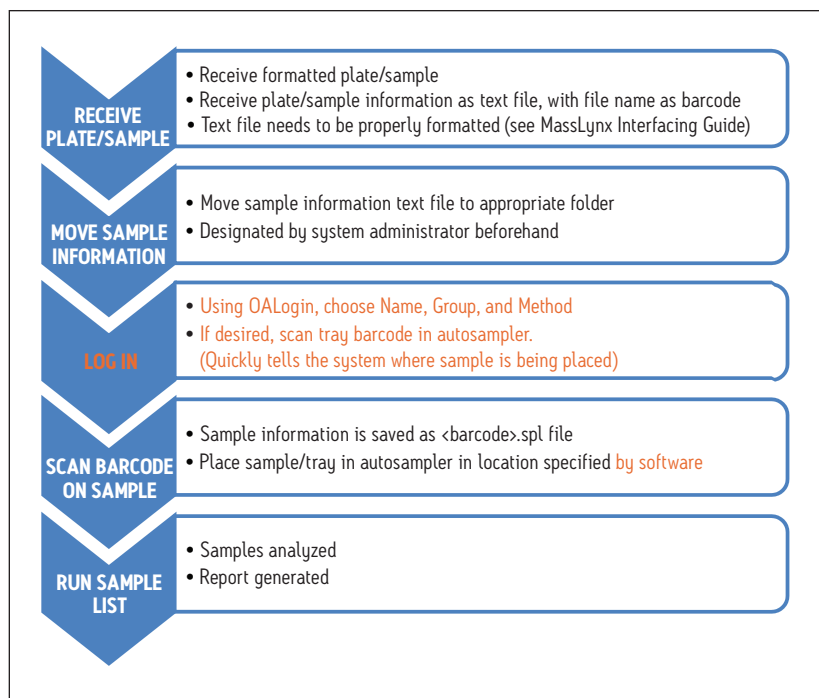 RECEIVE
PLATE/SAMPLE
• Receive formatted plate/sample
• Receive plate/sample information as text file, with file name as barcode
• Text file needs to be properly formatted (see MassLynx Interfacing Guide)
MOVE SAMPLE
INFORMATION
• Move sample information text file to appropriate folder
• Designated by system administrator beforehand
LOG IN
• Using OALogin, choose Name, Group, and Method
• If desired, scan tray barcode in autosampler.
(Quickly tells the system where sample is being placed)
SCAN BARCODE
ON SAMPLE
• Sample information is saved as <barcode>.spl file
• Place sample/tray in autosampler in location specified by software
RUN SAMPLE
LIST
• Samples analyzed
• Report generated